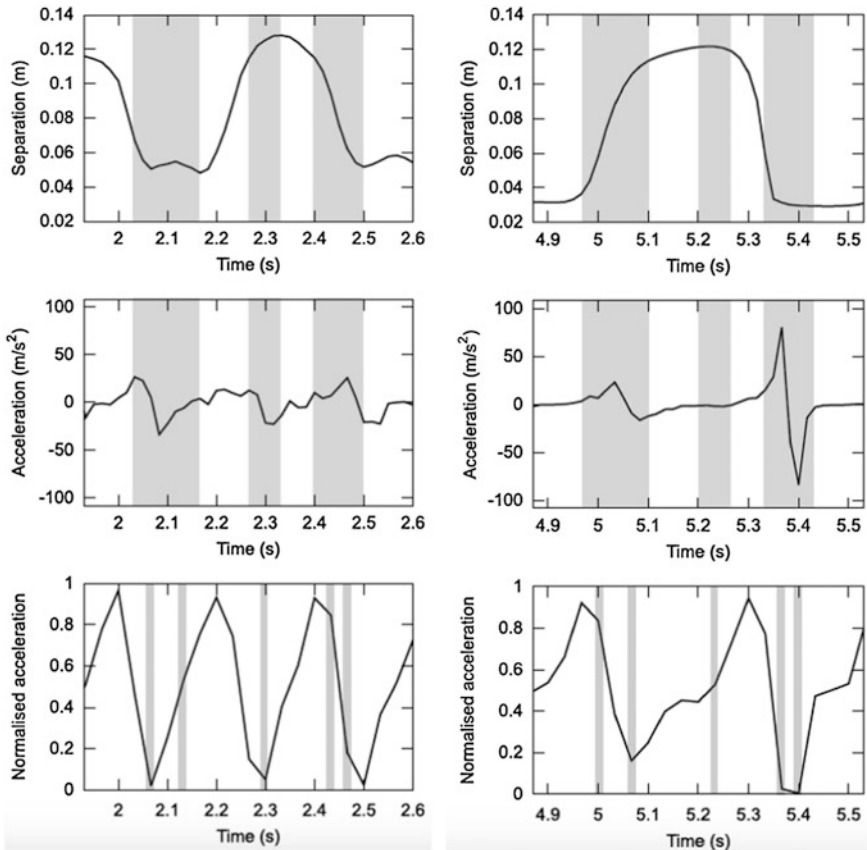 0.14
0.12
0.1
0.08
0.06
0.04
0.02
Separation (m)
2 2.1 2.2 2.3 2.4 2.5 2.6
Time (s)
0.14
0.12
0.1
0.08
0.06
0.04
0.02
Separation (m)
4.9 5 5.1 5.2 5.3 5.4 5.5
Time (s)
100
50
0
-50
-100
Acceleration (m/s²)
2 2.1 2.2 2.3 2.4 2.5 2.6
Time (s)
100
50
0
-50
-100
Acceleration (m/s²)
4.9 5 5.1 5.2 5.3 5.4 5.5
Time (s)
1
0.8
0.6
0.4
0.2
0
Normalised acceleration
2 2.1 2.2 2.3 2.4 2.5 2.6
Time (s)
1
0.8
0.6
0.4
0.2
0
Normalised acceleration
4.9 5 5.1 5.2 5.3 5.4 5.5
Time (s)